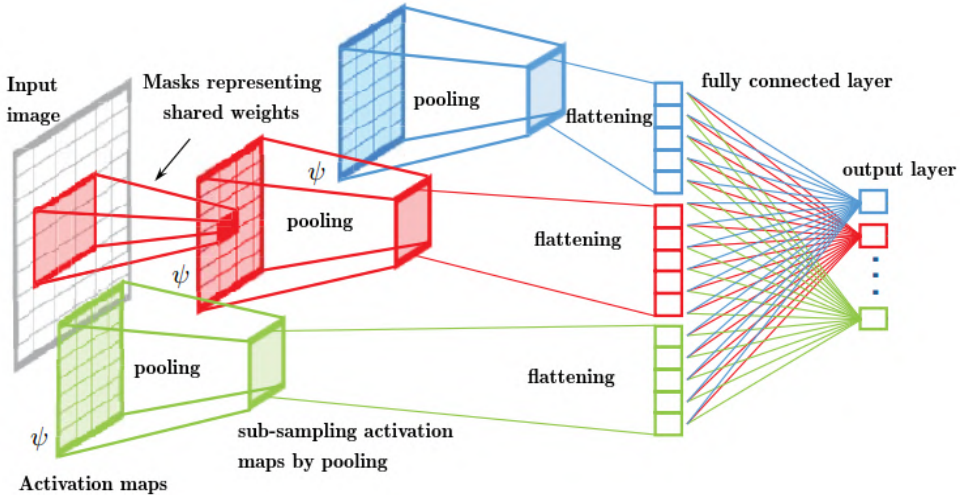 Input
image
Masks representing
shared weights
pooling
flattening
fully connected layer
output layer
ψ
pooling
flattening
ψ
pooling
flattening
ψ
sub-sampling activation
maps by pooling
Activation maps